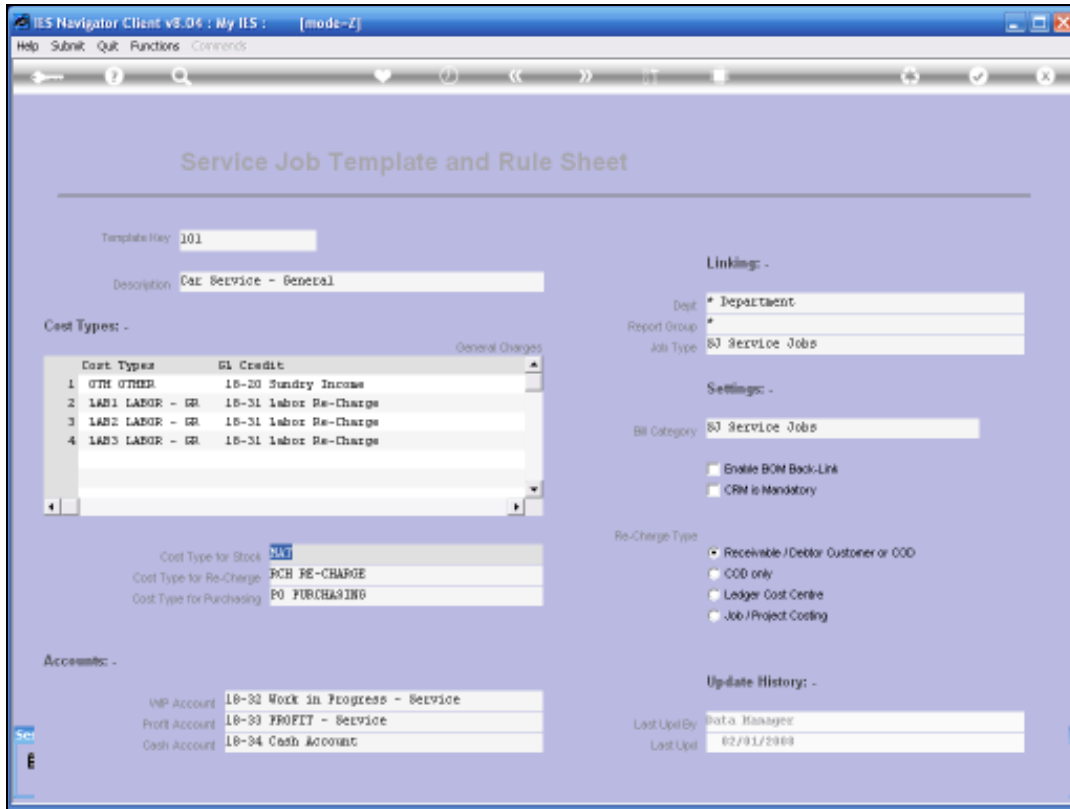 IES Navigator Client v8.04 : My IES : [mode-Z]
Help Submit Quit Functions Commends
Service Job Template and Rule Sheet
Template Key 101
Description Car Service - General
Cost Types: -
General Charges
Cost Types GL Credit
1 OTH OTHER 18-20 Sundry Income
2 LAB1 LABOR - GR 18-31 Labor Re-Charge
3 LAB2 LABOR - GR 18-31 Labor Re-Charge
4 LAB3 LABOR - GR 18-31 Labor Re-Charge
Cost Type for Stock MAT
Cost Type for Re-Charge RCH RE-CHARGE
Cost Type for Purchasing PO PURCHASING
Accounts: -
WIP Account 18-32 Work in Progress - Service
Profit Account 18-33 PROFIT - Service
Cash Account 18-34 Cash Account
Linking: -
Dept * Department
Report Group *
Job Type SJ Service Jobs
Settings: -
Bill Category SJ Service Jobs
Enable BOM Back-Link
CRM is Mandatory
Re-Charge Type
Receivable / Debtor Customer or COD
COD only
Ledger Cost Centre
Job / Project Costing
Update History: -
Last Upd By Data Manager
Last Upd 02/01/2008
Ser